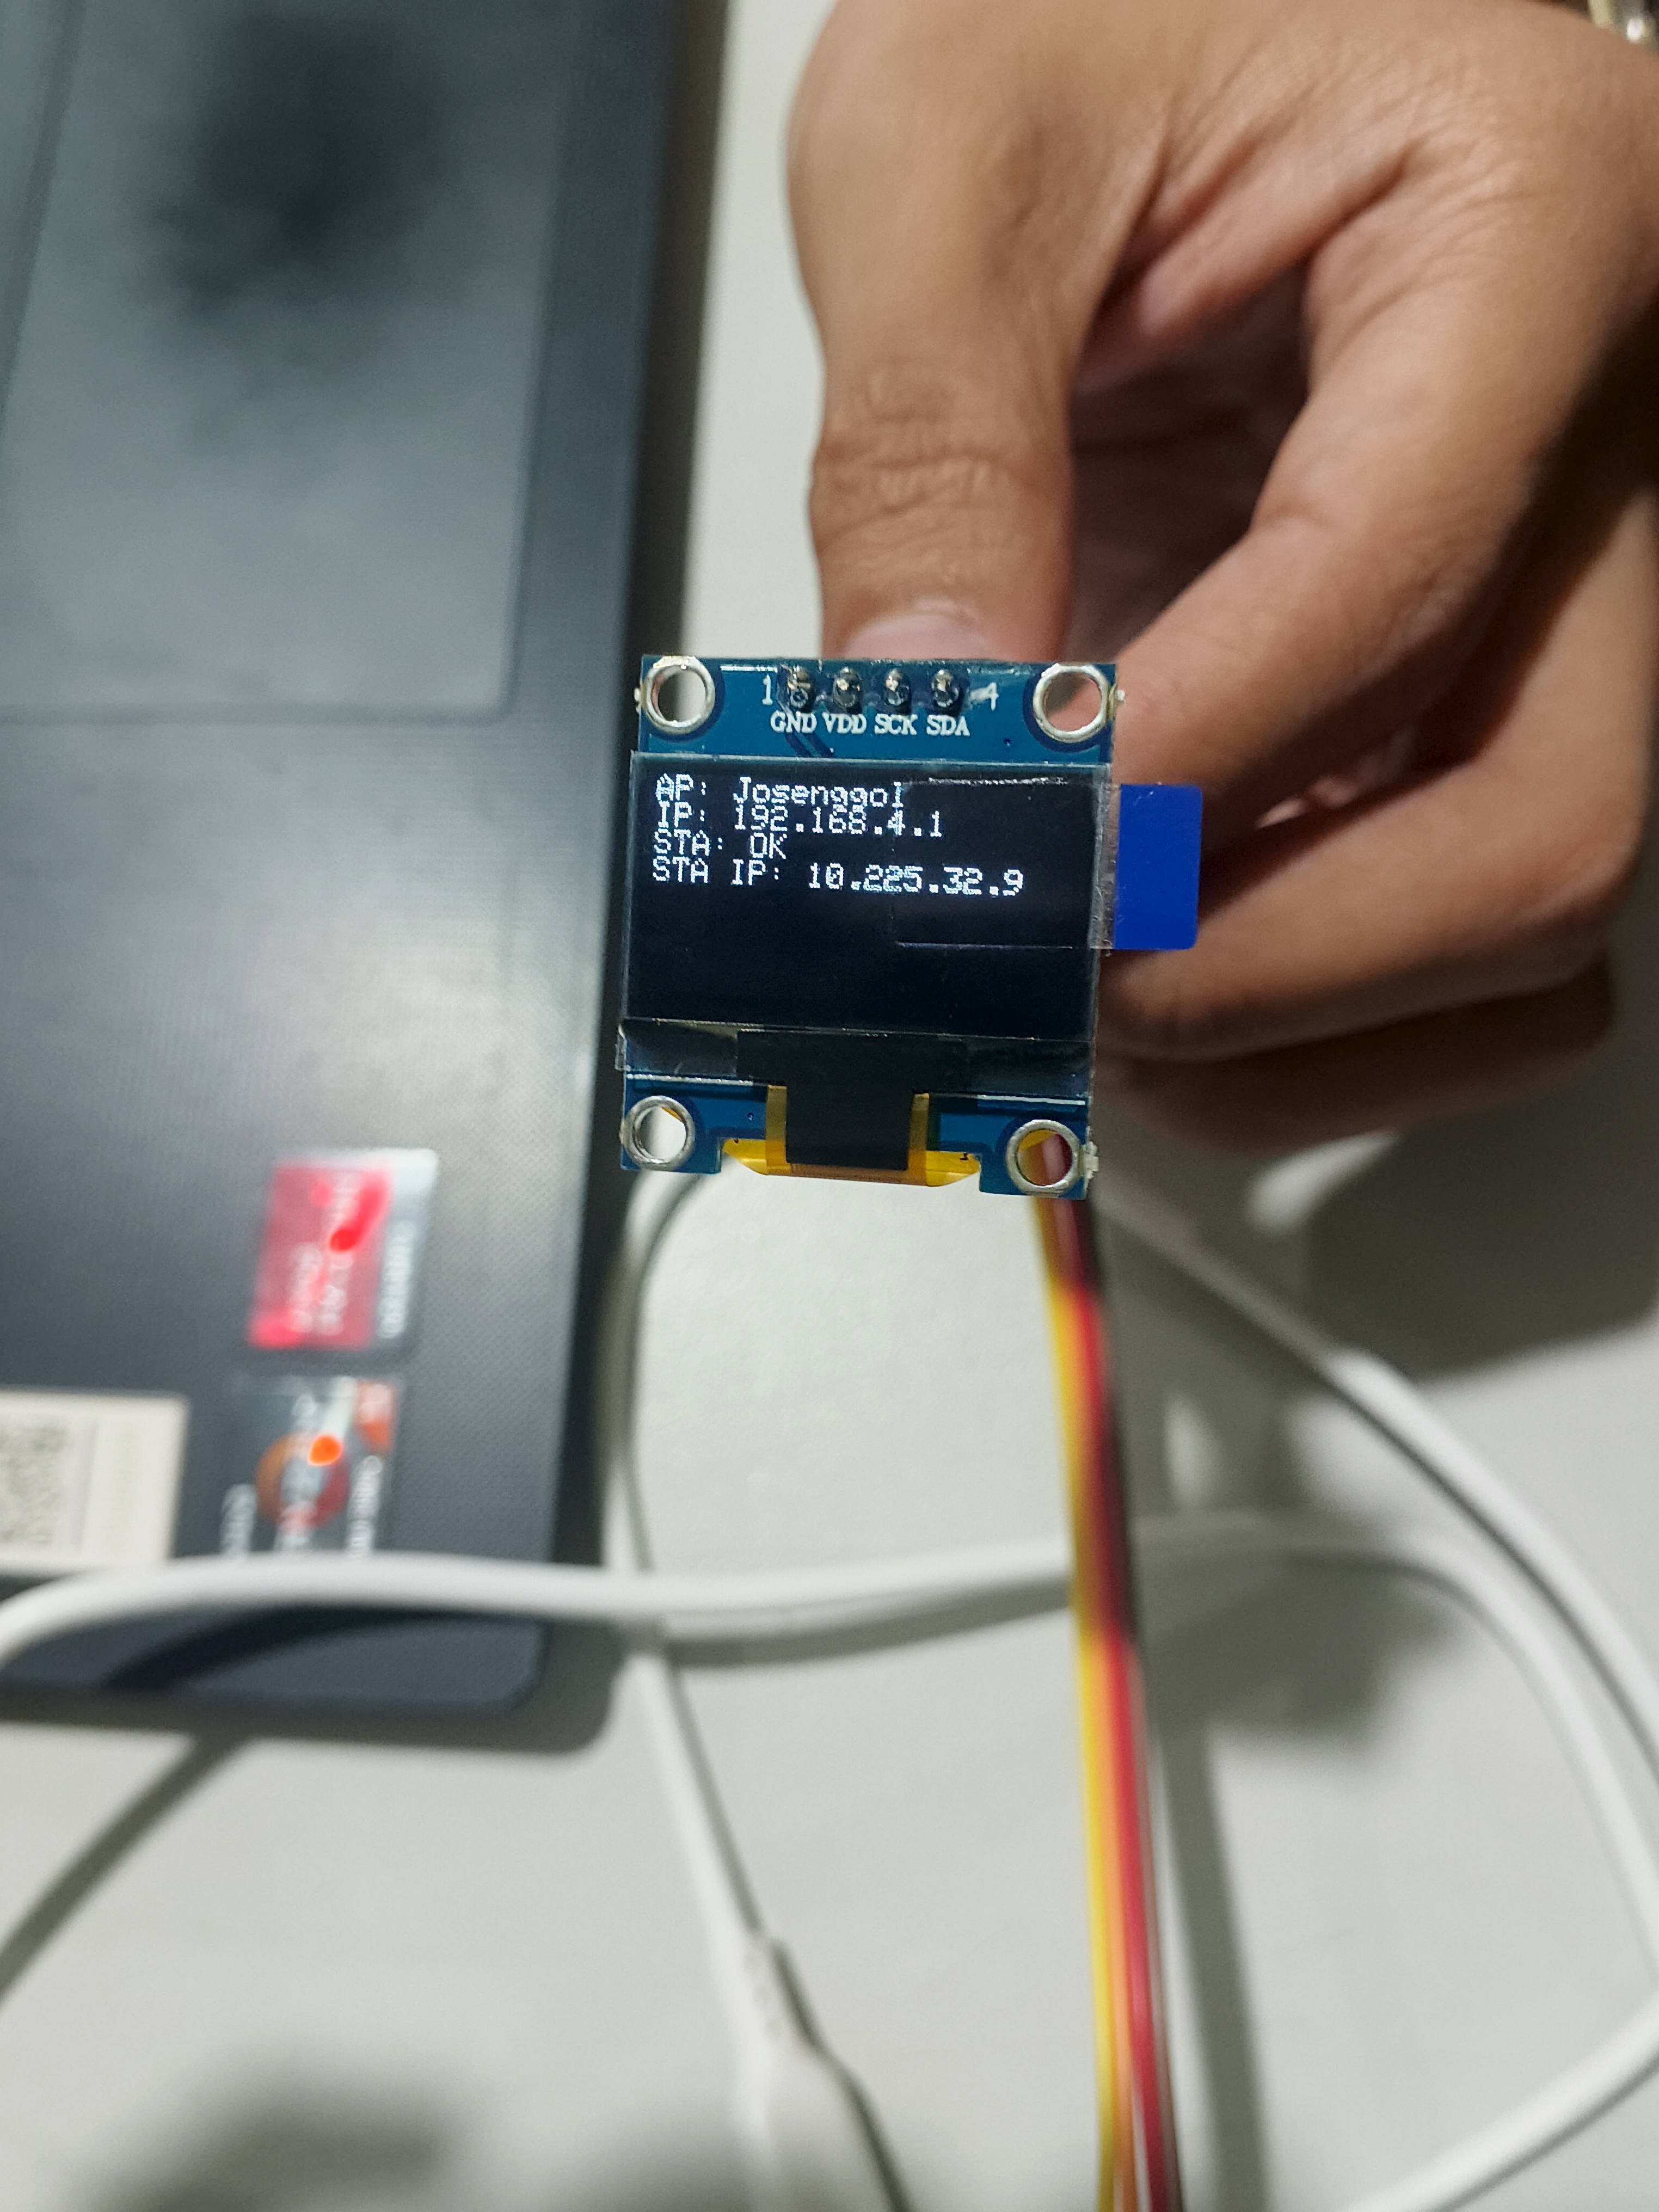 1 4
GND VDD SCK SDA
AP: Josenggol
IP: 192.168.4.1
STA: OK
STA IP: 10.225.32.9